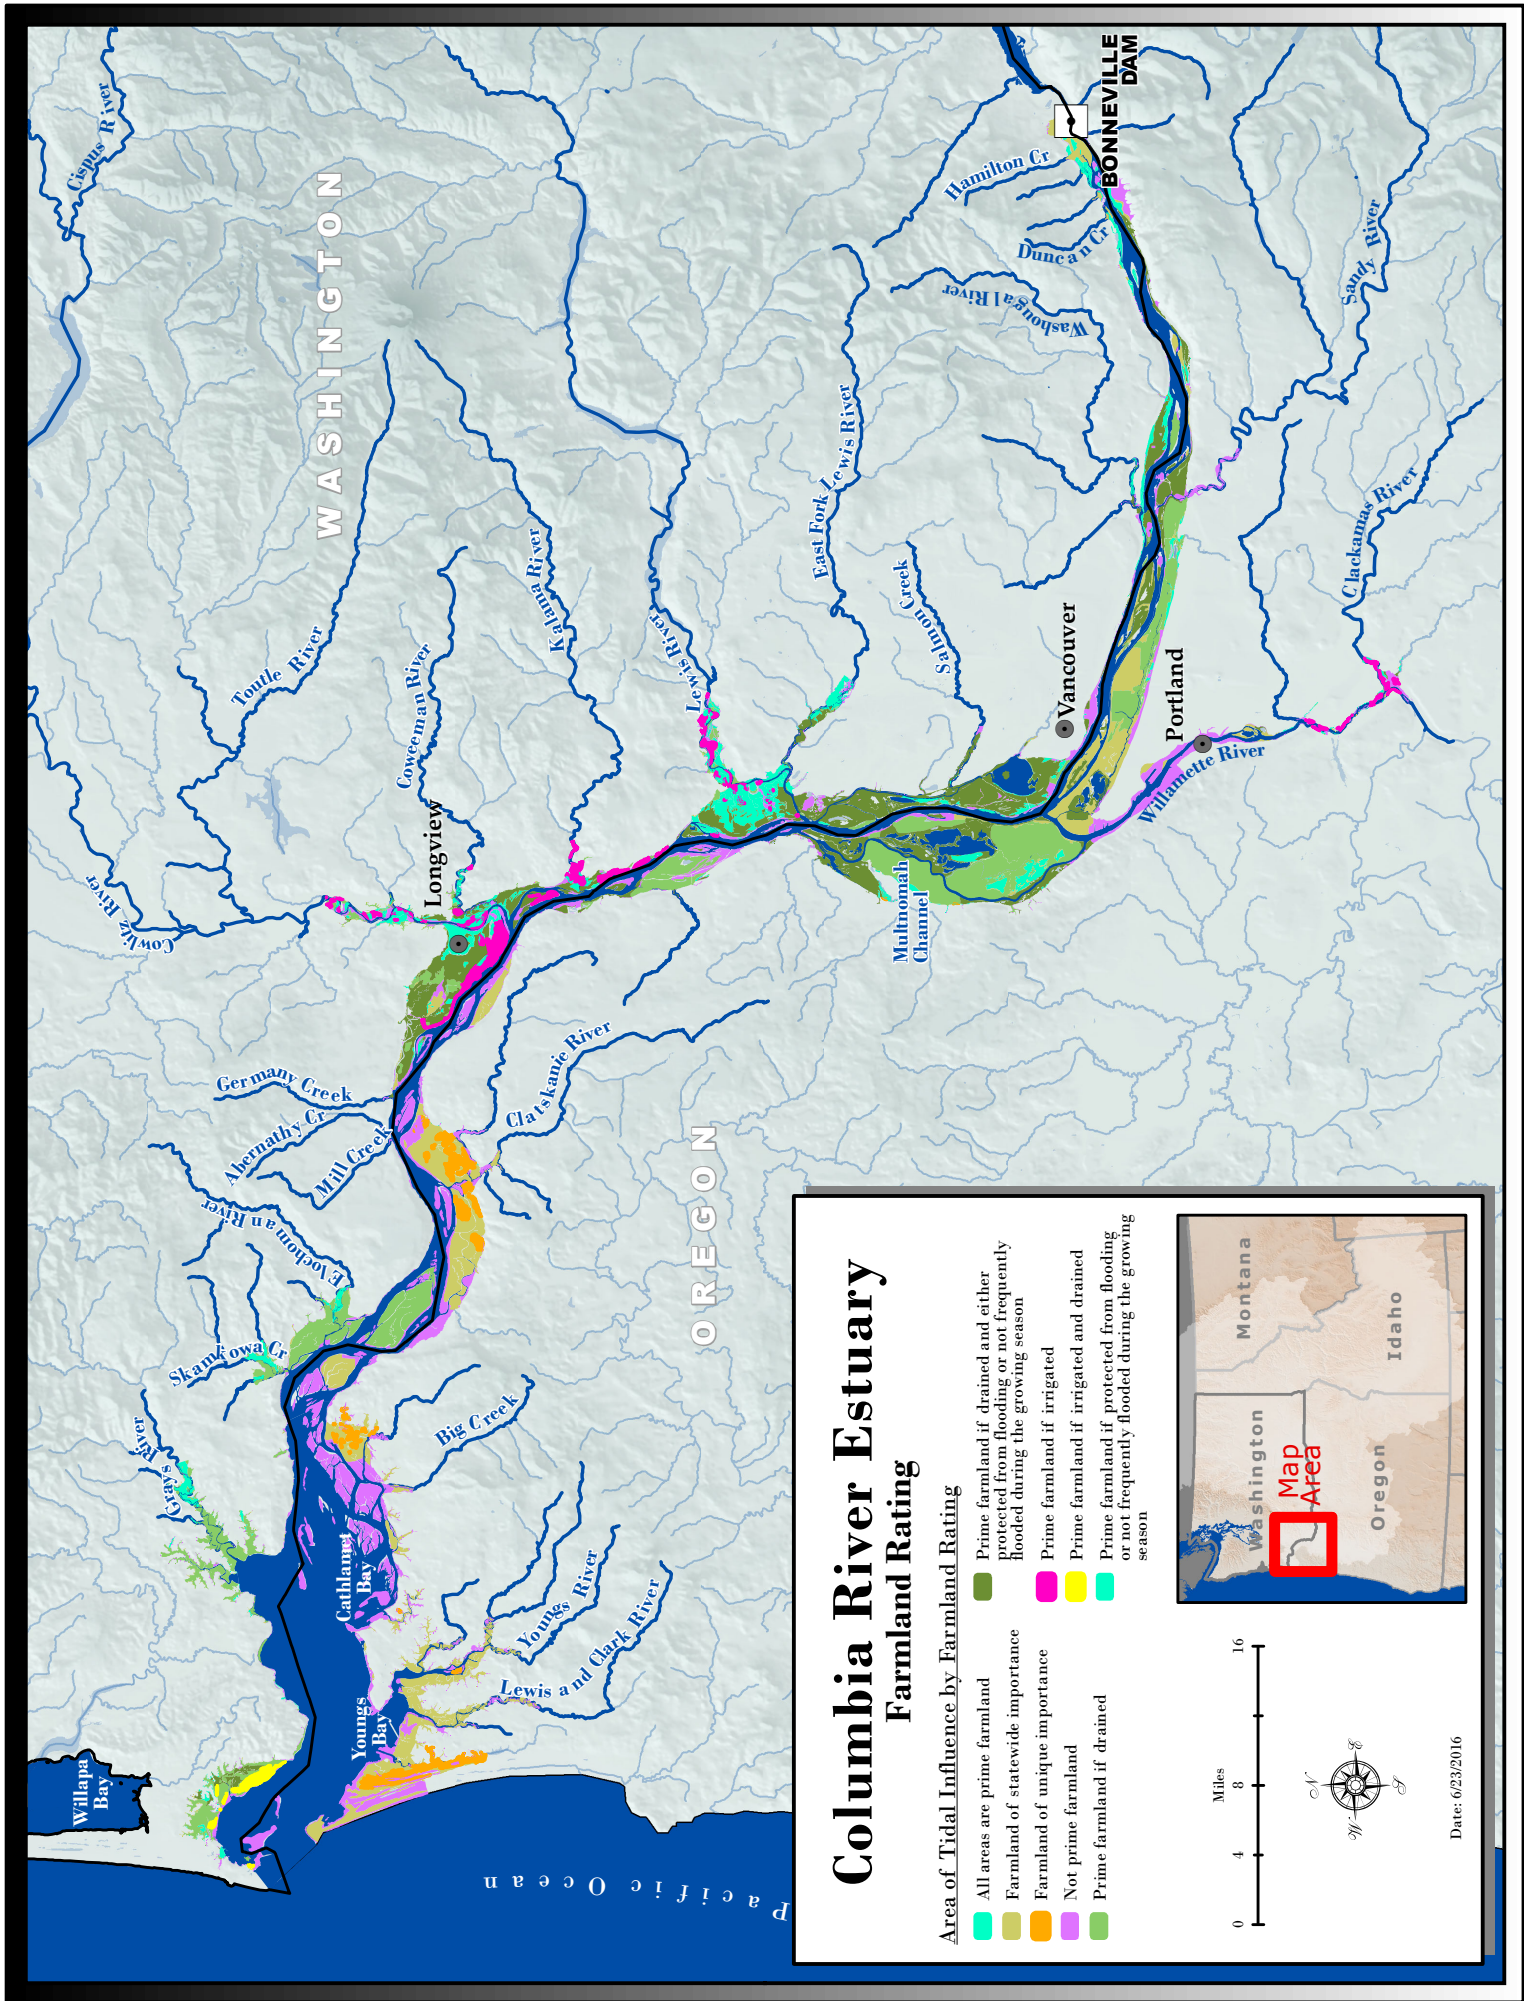 Columbia River Estuary
Farmland Rating
Area of Tidal Influence by Farmland Rating
All areas are prime farmland
Farmland of statewide importance
Farmland of unique importance
Not prime farmland
Prime farmland if drained
Prime farmland if drained and either
protected from flooding or not frequently
flooded during the growing season
Prime farmland if irrigated
Prime farmland if irrigated and drained
Prime farmland if protected from flooding
or not frequently flooded during the growing
season
Miles
0 4 8 16
N
W E
S
Date: 6/23/2016
Washington
Montana
Oregon
Idaho
Map
Area
WASHINGTON
OREGON
Pacific Ocean
Willapa
Bay
Youngs
Bay
Cathlamet
Bay
Grays River
Skamokowa Cr
Elochoman River
Mill Creek
Abernathy Cr
Germany Creek
Cowlitz River
Longview
Coweeman River
Toutle River
Cispus River
Kalama River
Lewis River
East Fork Lewis River
Salmon Creek
Vancouver
Portland
Washougal River
Duncan Cr
Hamilton Cr
BONNEVILLE
DAM
Sandy River
Clackamas River
Willamette River
Multnomah
Channel
Clatskanie River
Big Creek
Youngs River
Lewis and Clark River